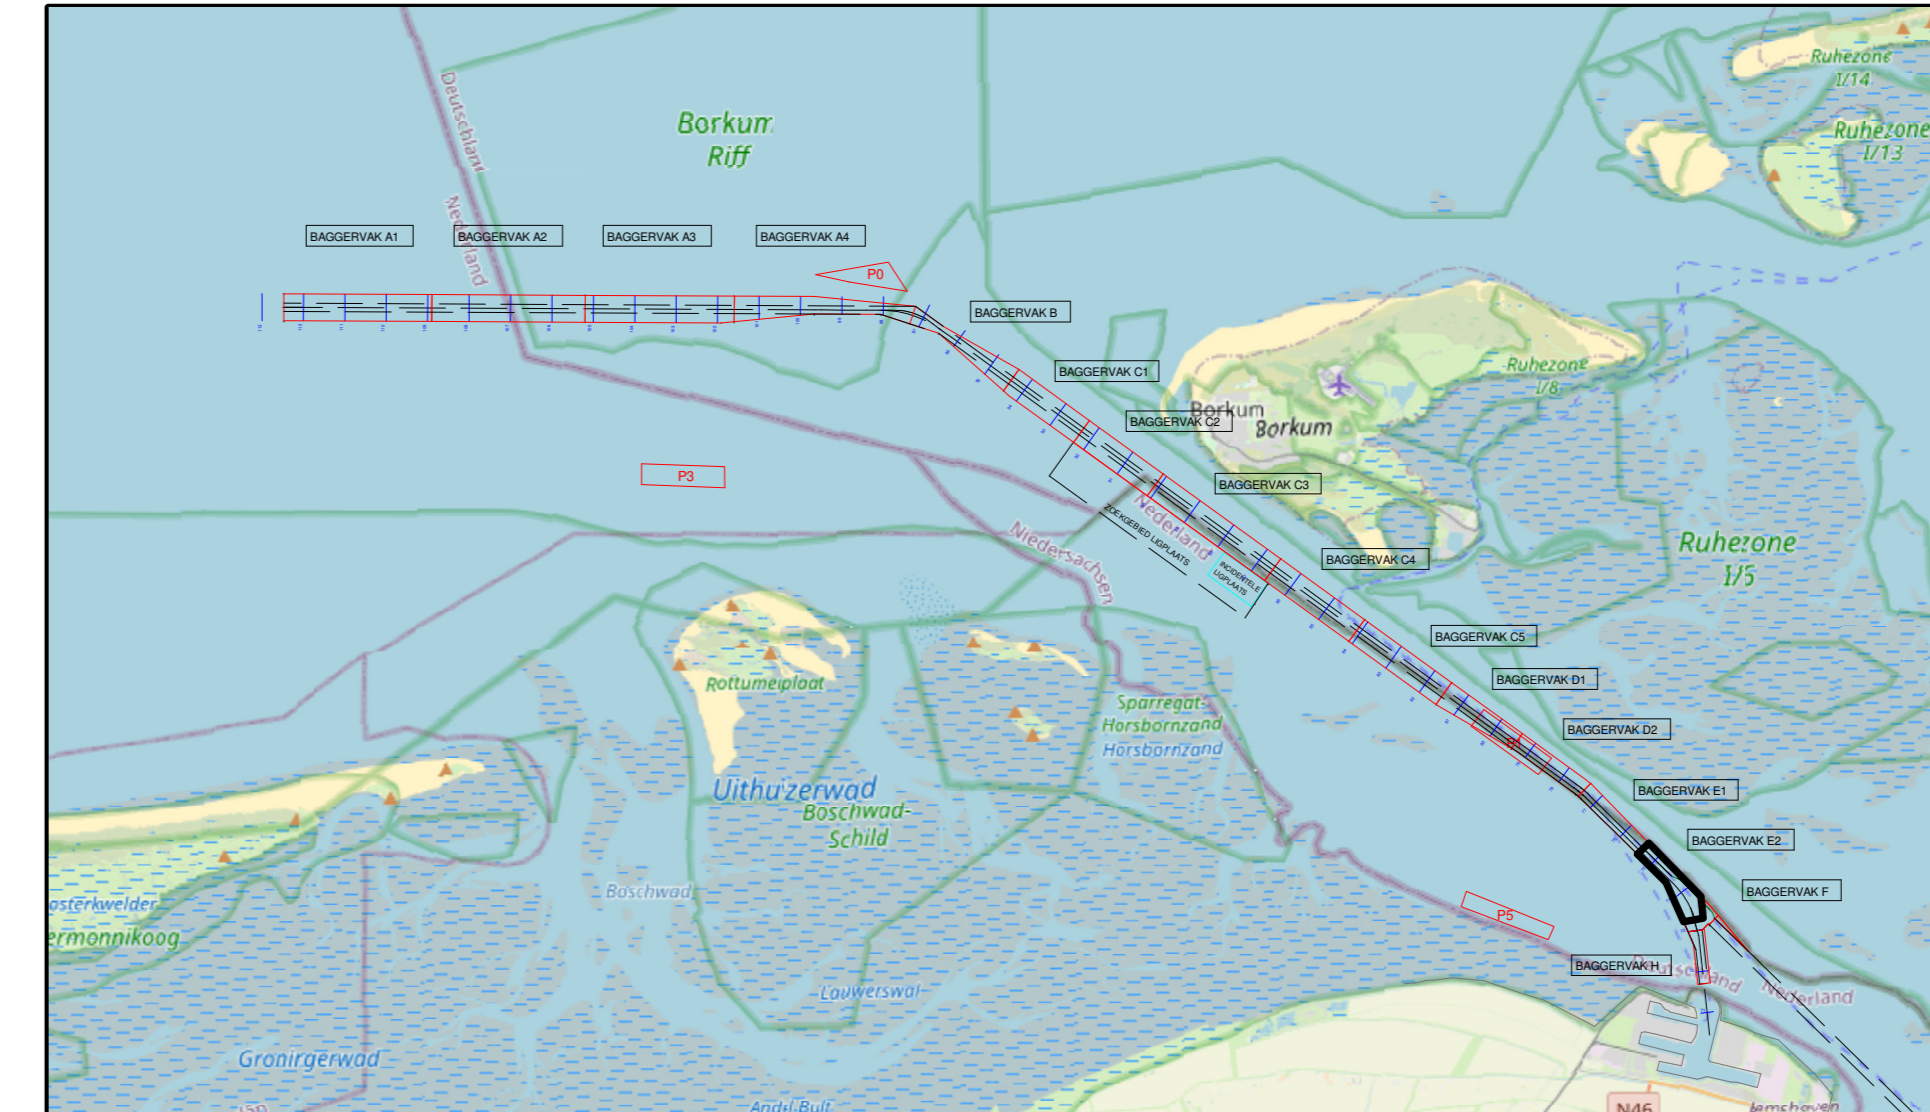 Deutschland
Nederland
Borkum
Riff
Ruhezone
I/14
Ruhezone
I/13
BAGGERVAK A1
BAGGERVAK A2
BAGGERVAK A3
BAGGERVAK A4
P0
BAGGERVAK B
BAGGERVAK C1
Ruhezone
I/8
BAGGERVAK C2
Borkum
Borkum
P3
BAGGERVAK C3
ZOEKGEBIED LIGPLAATS
Nederland
Niedersachsen
INCIDENTELE
LIGPLAATS
BAGGERVAK C4
Ruhezone
I/5
BAGGERVAK C5
BAGGERVAK D1
Rottumerplaat
Sparregat-
Horsbornzand
Horsbornzand
BAGGERVAK D2
Uithuizerwad
Boschwad-
Schild
BAGGERVAK E1
BAGGERVAK E2
Boschwad
BAGGERVAK F
osterkwelder
P5
ermonnikoog
BAGGERVAK H
Deutschland
Nederland
Lauwerswal
Groningerwad
N46